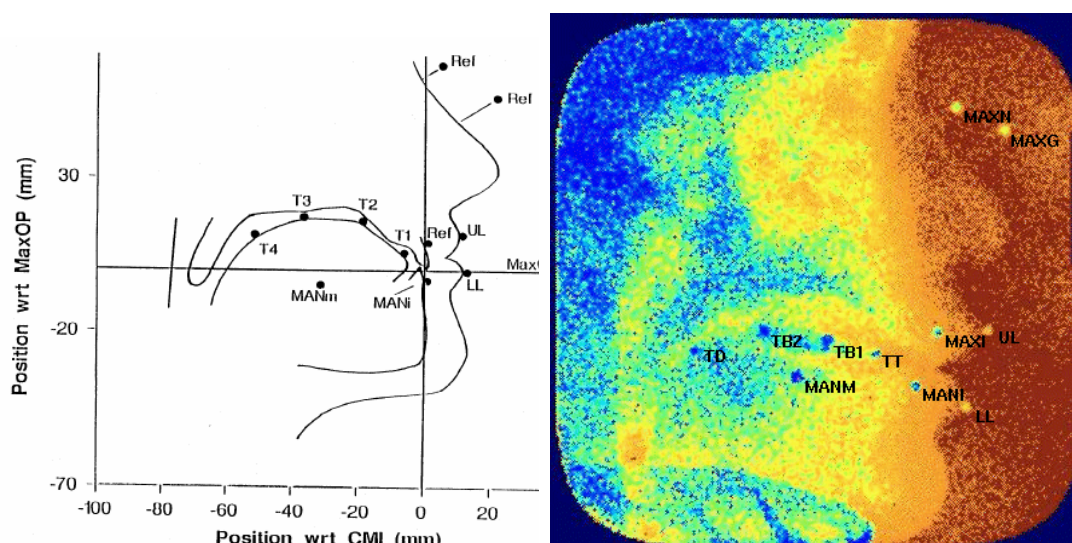 Ref
Ref
30
T3
T2
T1
Ref
UL
T4
LL
MANm
MANi
-20
-70
-100
-80
-60
-40
-20
0
20
Position wrt MaxOP (mm)
MAXN
MAXG
MAXI
UL
TB2
TB1
TD
TT
MANM
MANI
LL